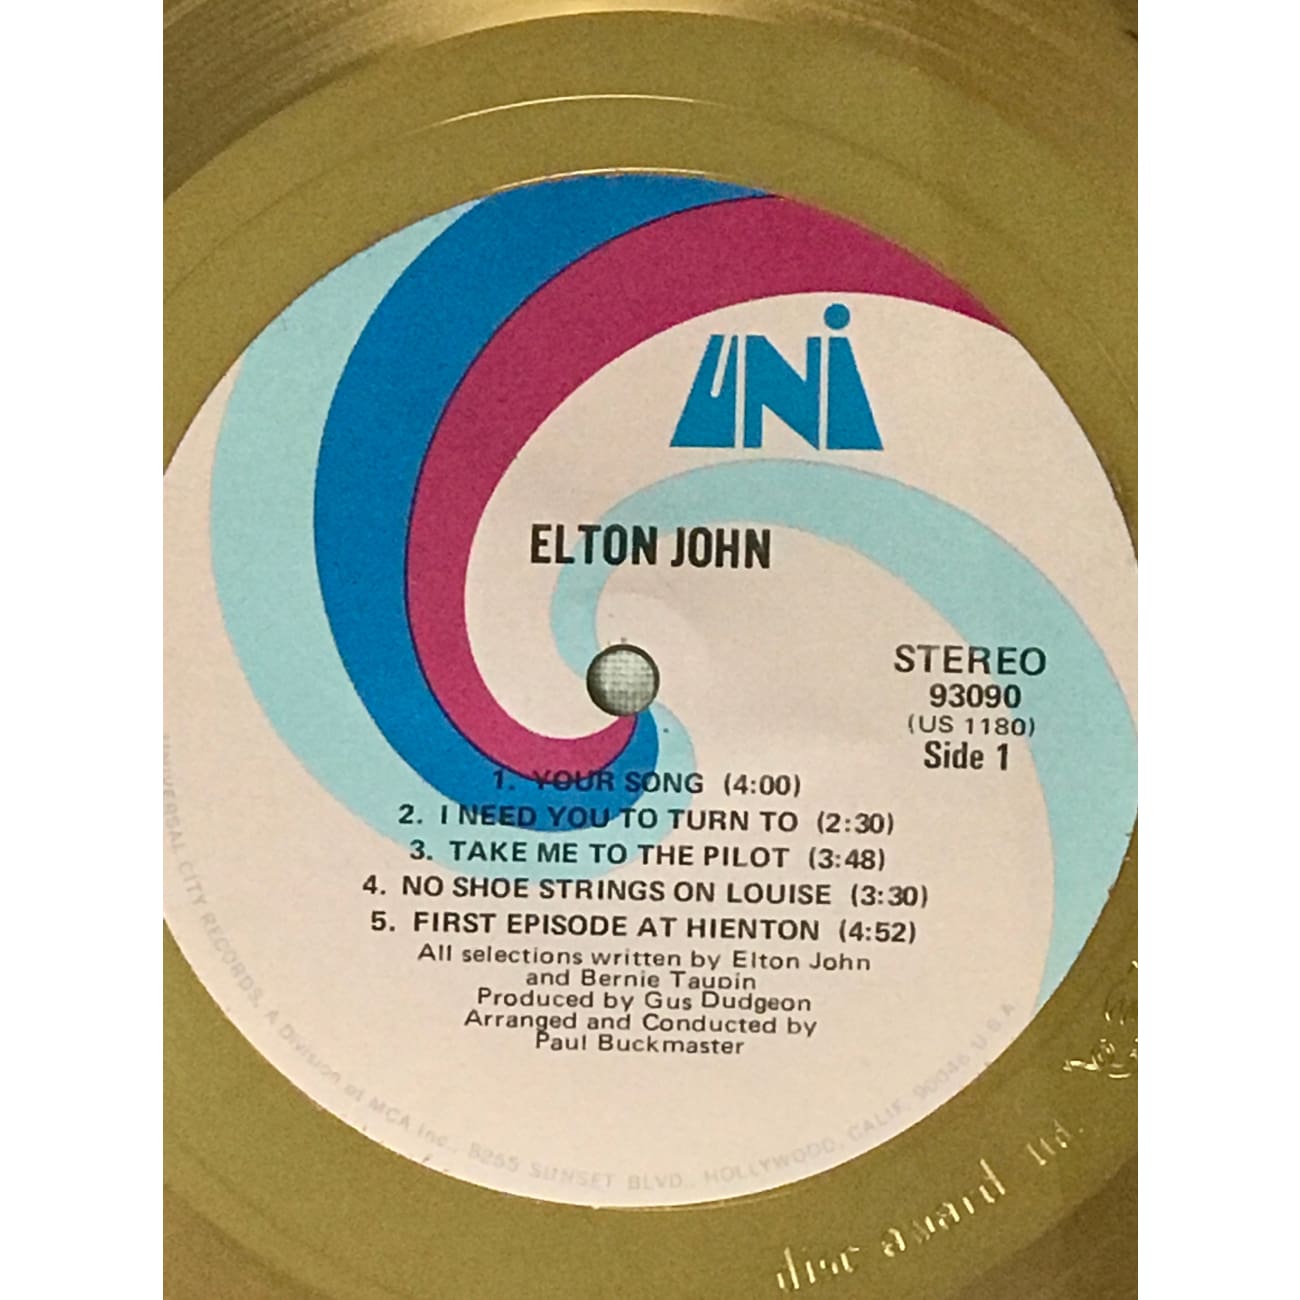 UNI
ELTON JOHN
STEREO
93090
(US 1180)
Side 1
1. YOUR SONG (4:00)
2. I NEED YOU TO TURN TO (2:30)
3. TAKE ME TO THE PILOT (3:48)
4. NO SHOE STRINGS ON LOUISE (3:30)
5. FIRST EPISODE AT HIENTON (4:52)
All selections written by Elton John
and Bernie Taupin
Produced by Gus Dudgeon
Arranged and Conducted by
Paul Buckmaster
UNIVERSAL CITY RECORDS, A Division of MCA Inc., 8255 SUNSET BLVD., HOLLYWOOD, CALIF. 90046 U.S.A.
disc award ltd.